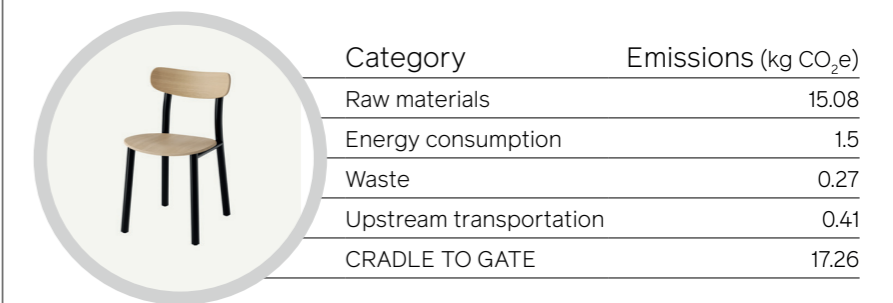 Category Emissions (kg CO₂e)
Raw materials 15.08
Energy consumption 1.5
Waste 0.27
Upstream transportation 0.41
CRADLE TO GATE 17.26